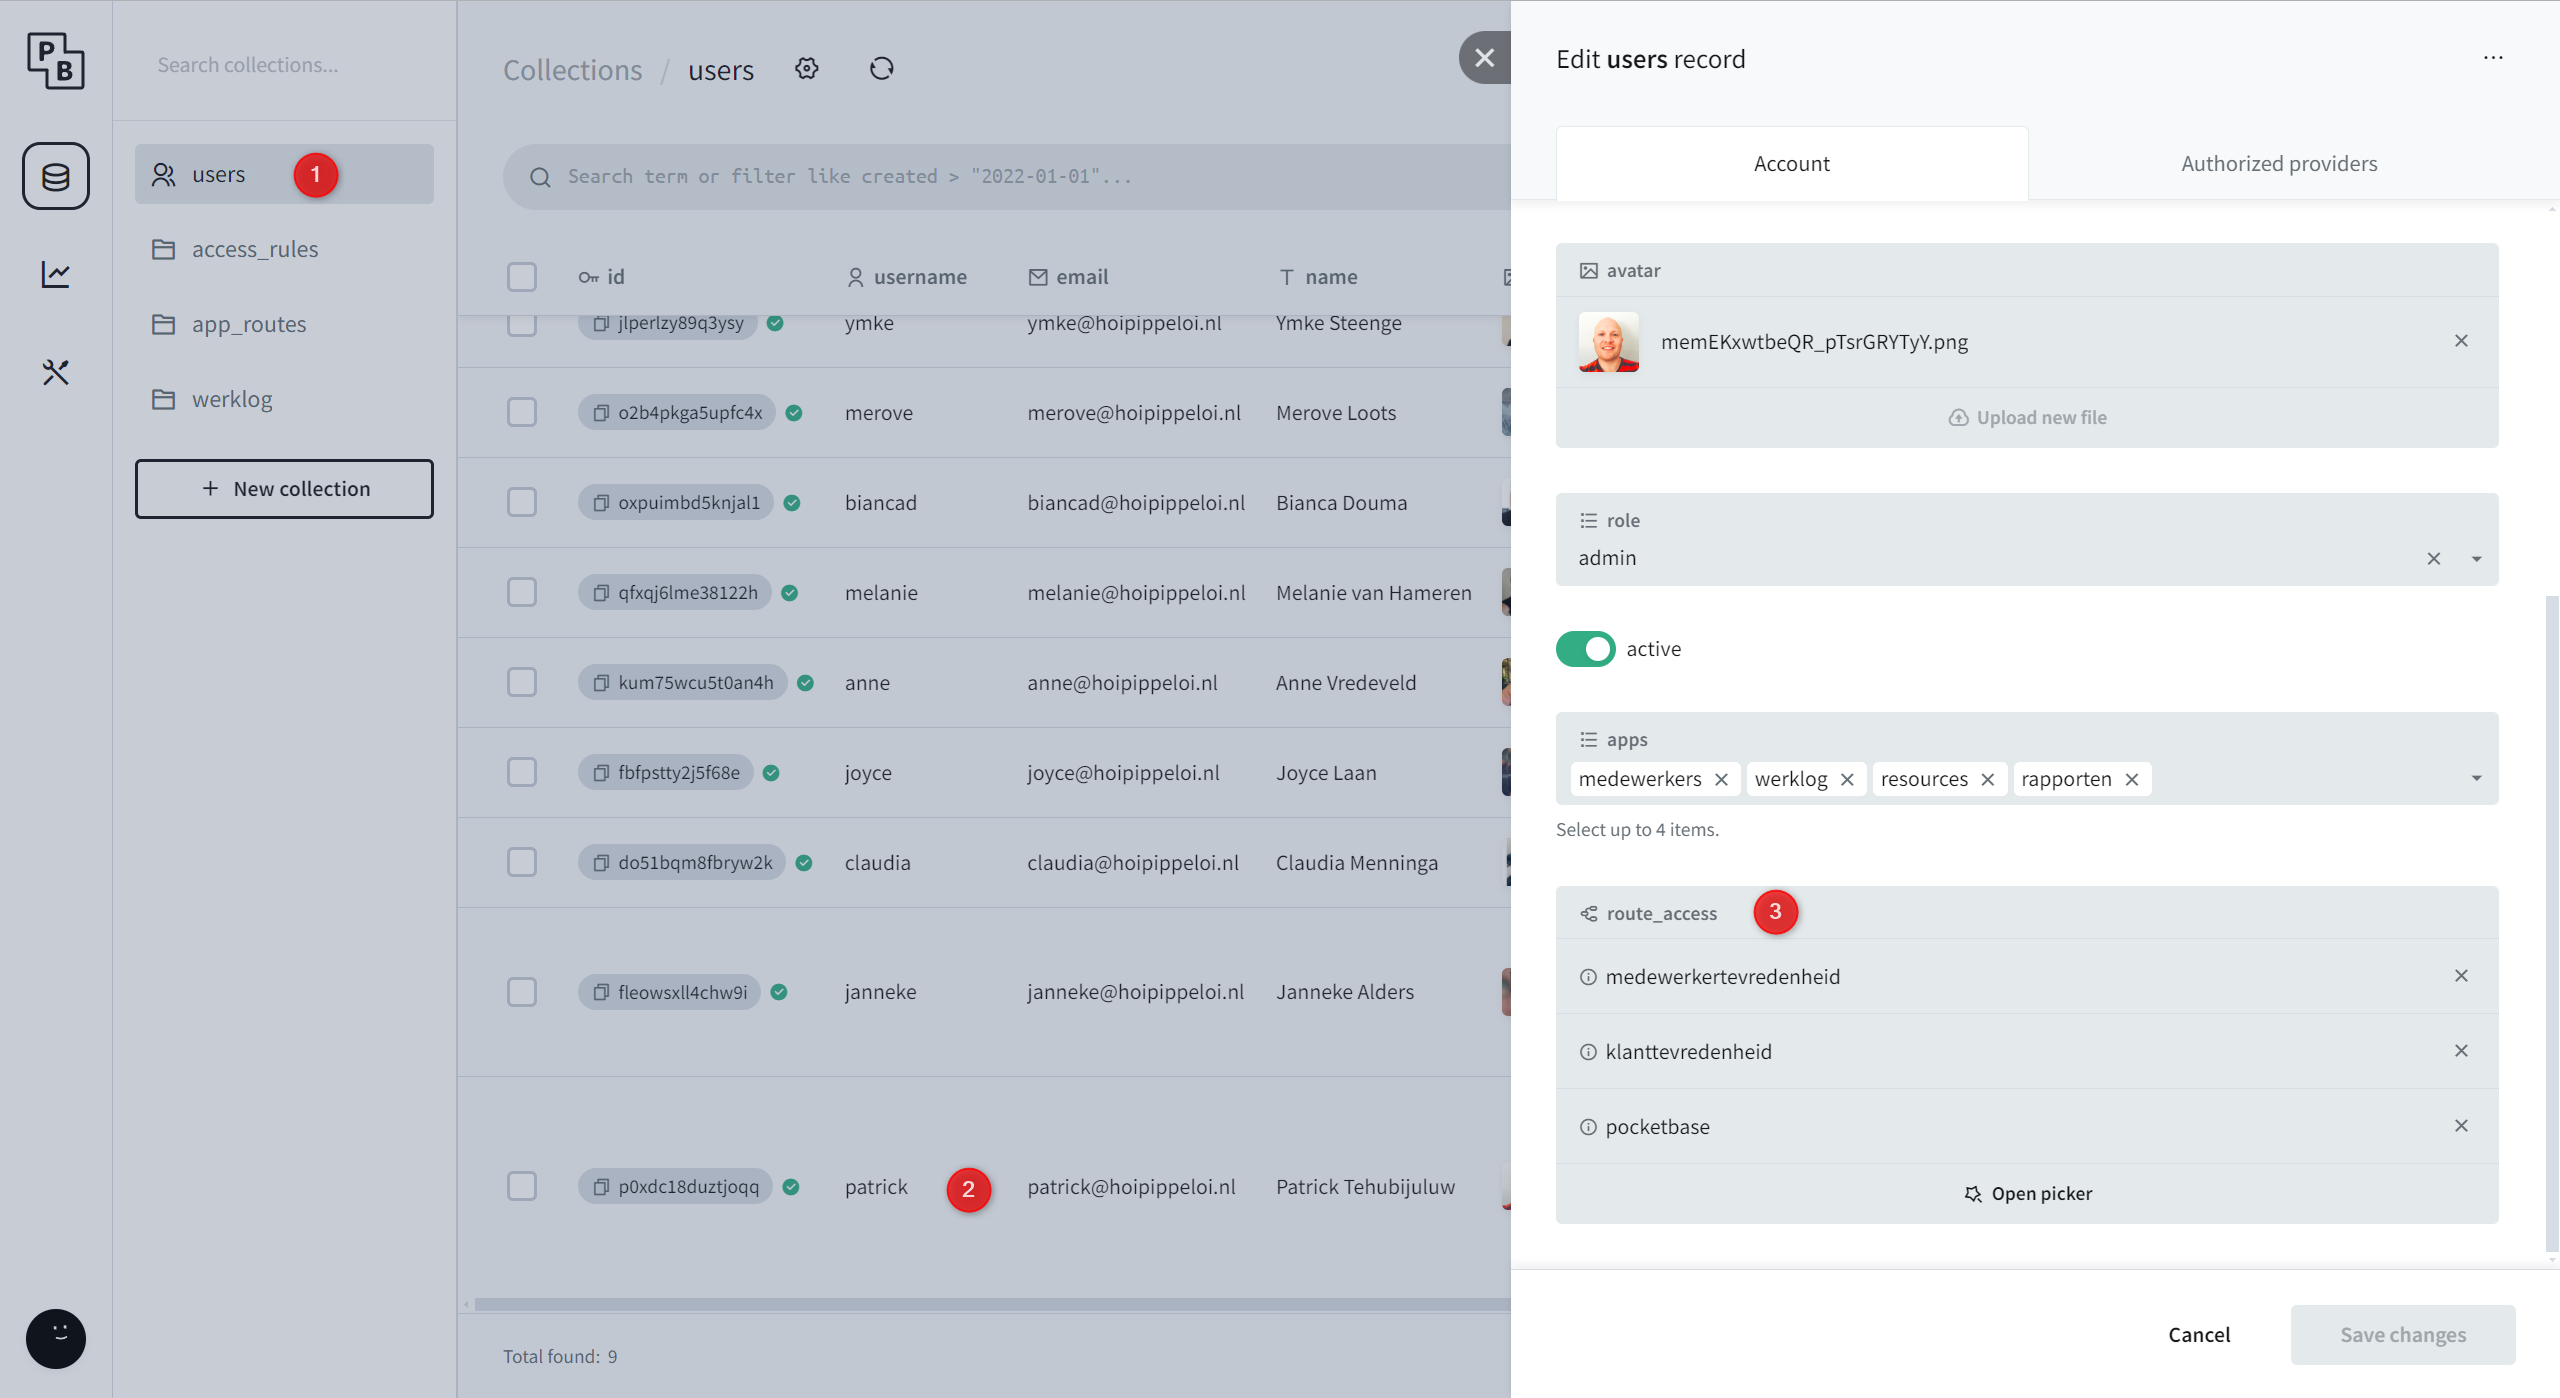 P
B
Search collections...
users 1
access_rules
app_routes
werklog
+ New collection
Collections / users
Search term or filter like created > "2022-01-01"...
id username email name
jlperlzy89q3ysy ymke ymke@hoipippeloi.nl Ymke Steenge
o2b4pkga5upfc4x merove merove@hoipippeloi.nl Merove Loots
oxpuimbd5knjal1 biancad biancad@hoipippeloi.nl Bianca Douma
qfxqj6lme38122h melanie melanie@hoipippeloi.nl Melanie van Hameren
kum75wcu5t0an4h anne anne@hoipippeloi.nl Anne Vredeveld
fbfpstty2j5f68e joyce joyce@hoipippeloi.nl Joyce Laan
do51bqm8fbryw2k claudia claudia@hoipippeloi.nl Claudia Menninga
fleowsxll4chw9i janneke janneke@hoipippeloi.nl Janneke Alders
p0xdc18duztjoqq patrick 2 patrick@hoipippeloi.nl Patrick Tehubijuluw
Total found: 9
Edit users record
Account Authorized providers
avatar
memEKxwtbeQR_pTsrGRYTyY.png
Upload new file
role
admin
active
apps
medewerkers werklog resources rapporten
Select up to 4 items.
route_access 3
medewerkertevredenheid
klanttevredenheid
pocketbase
Open picker
Cancel Save changes